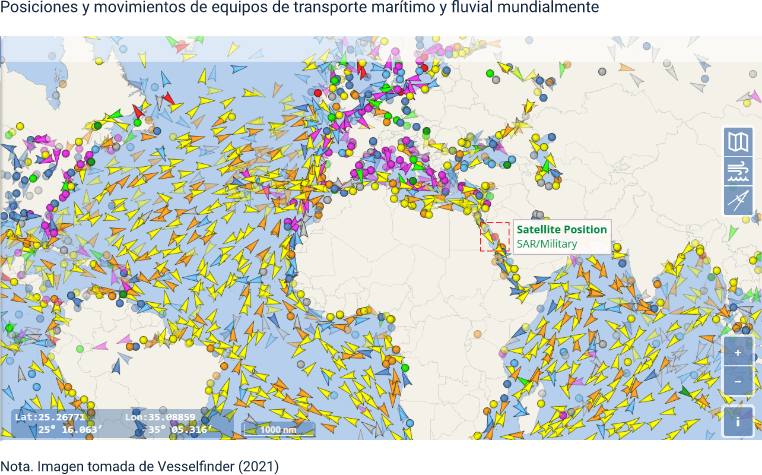 Posiciones y movimientos de equipos de transporte marítimo y fluvial mundialmente
Satellite Position
SAR/Military
+
−
i
Lat:25.26771 Lon:35.08859
25° 16.063’ -35° 05.316’
1000 nm
Nota. Imagen tomada de Vesselfinder (2021)